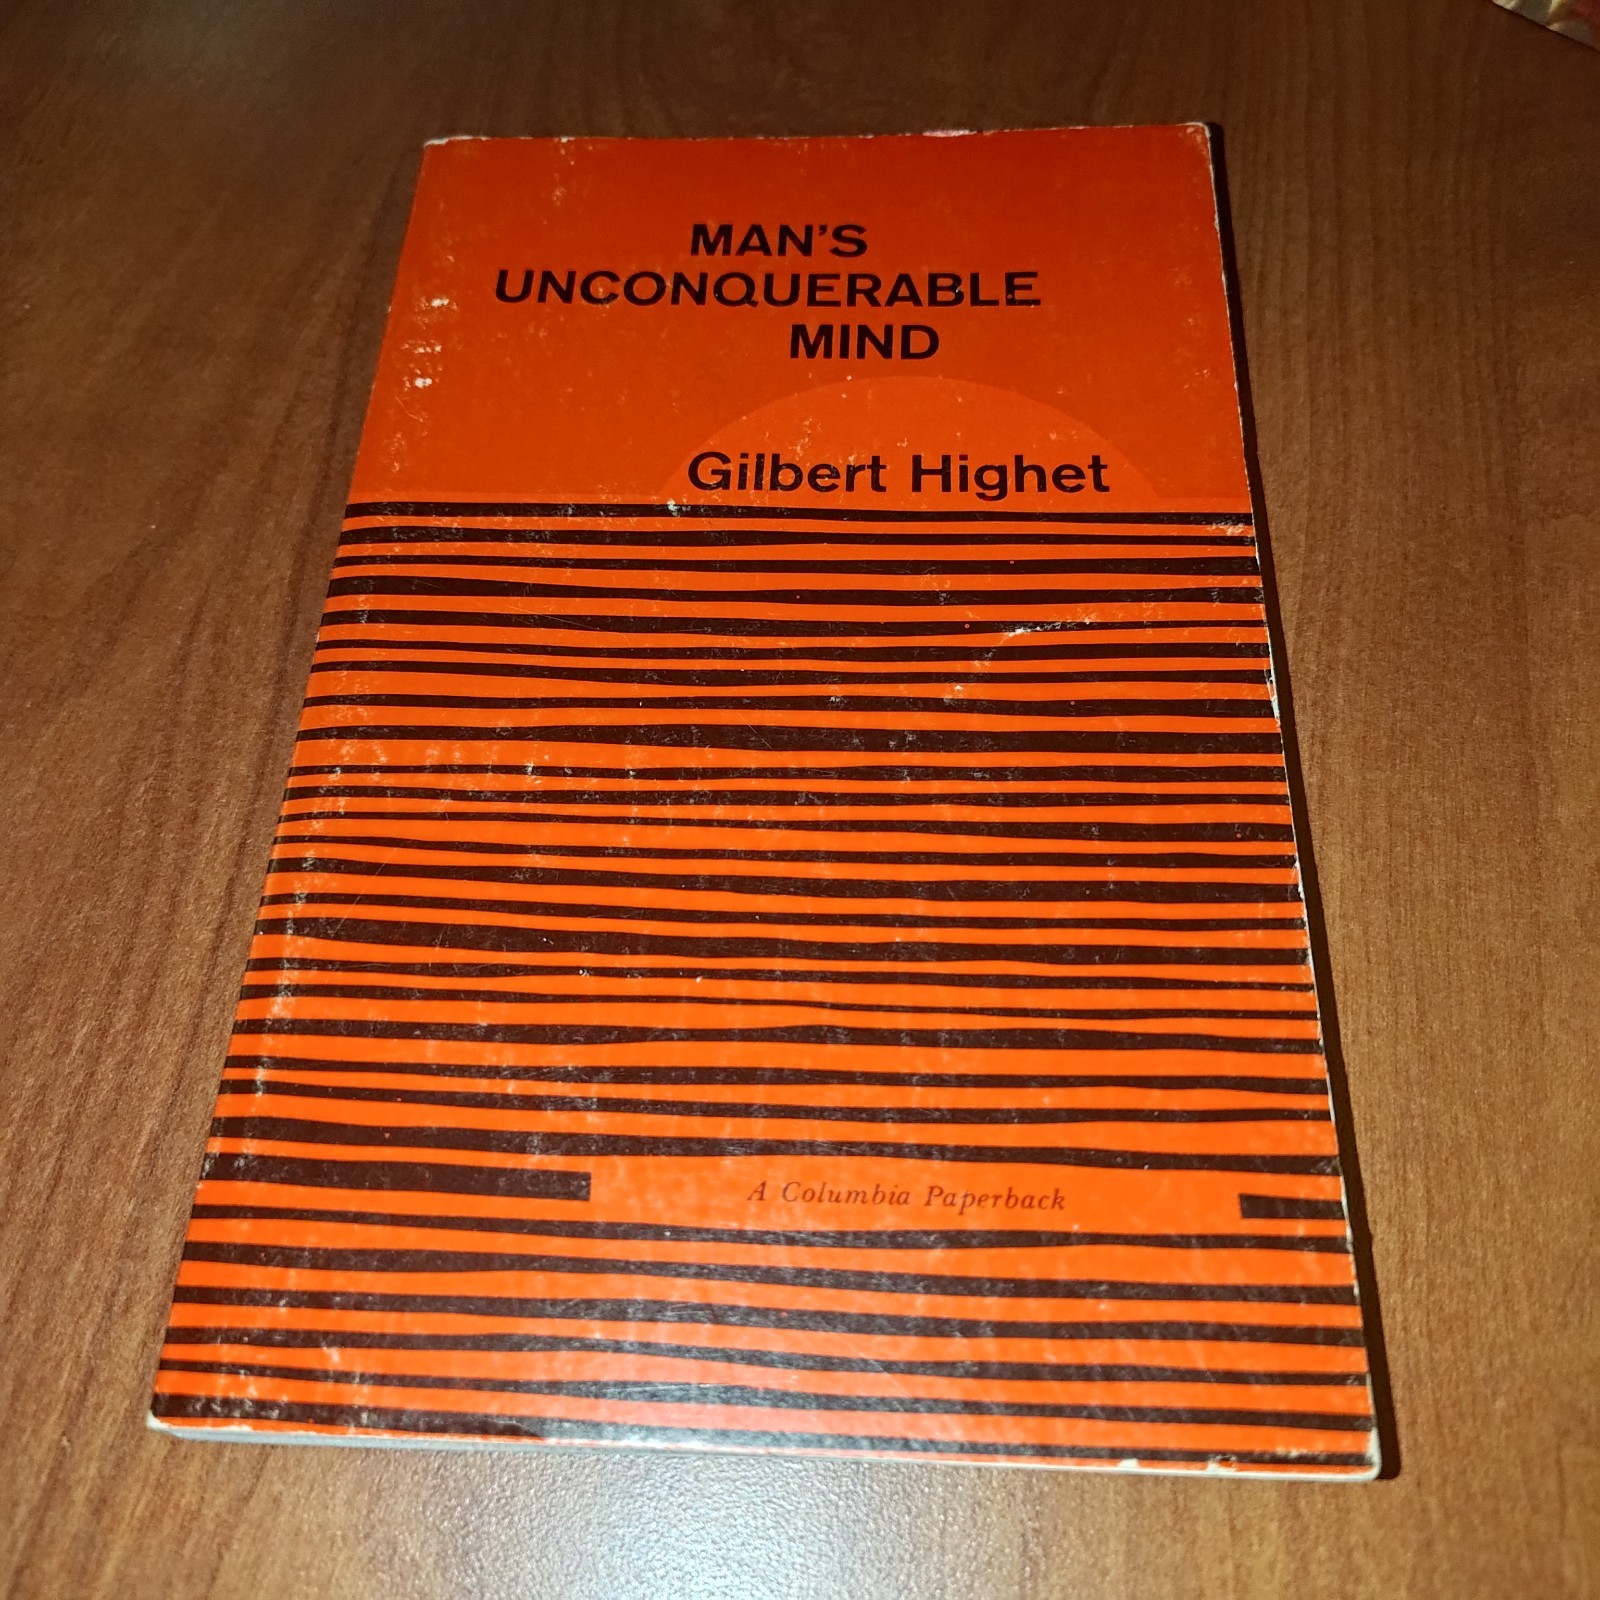 MAN'S
UNCONQUERABLE
MIND
Gilbert Highet
A Columbia Paperback